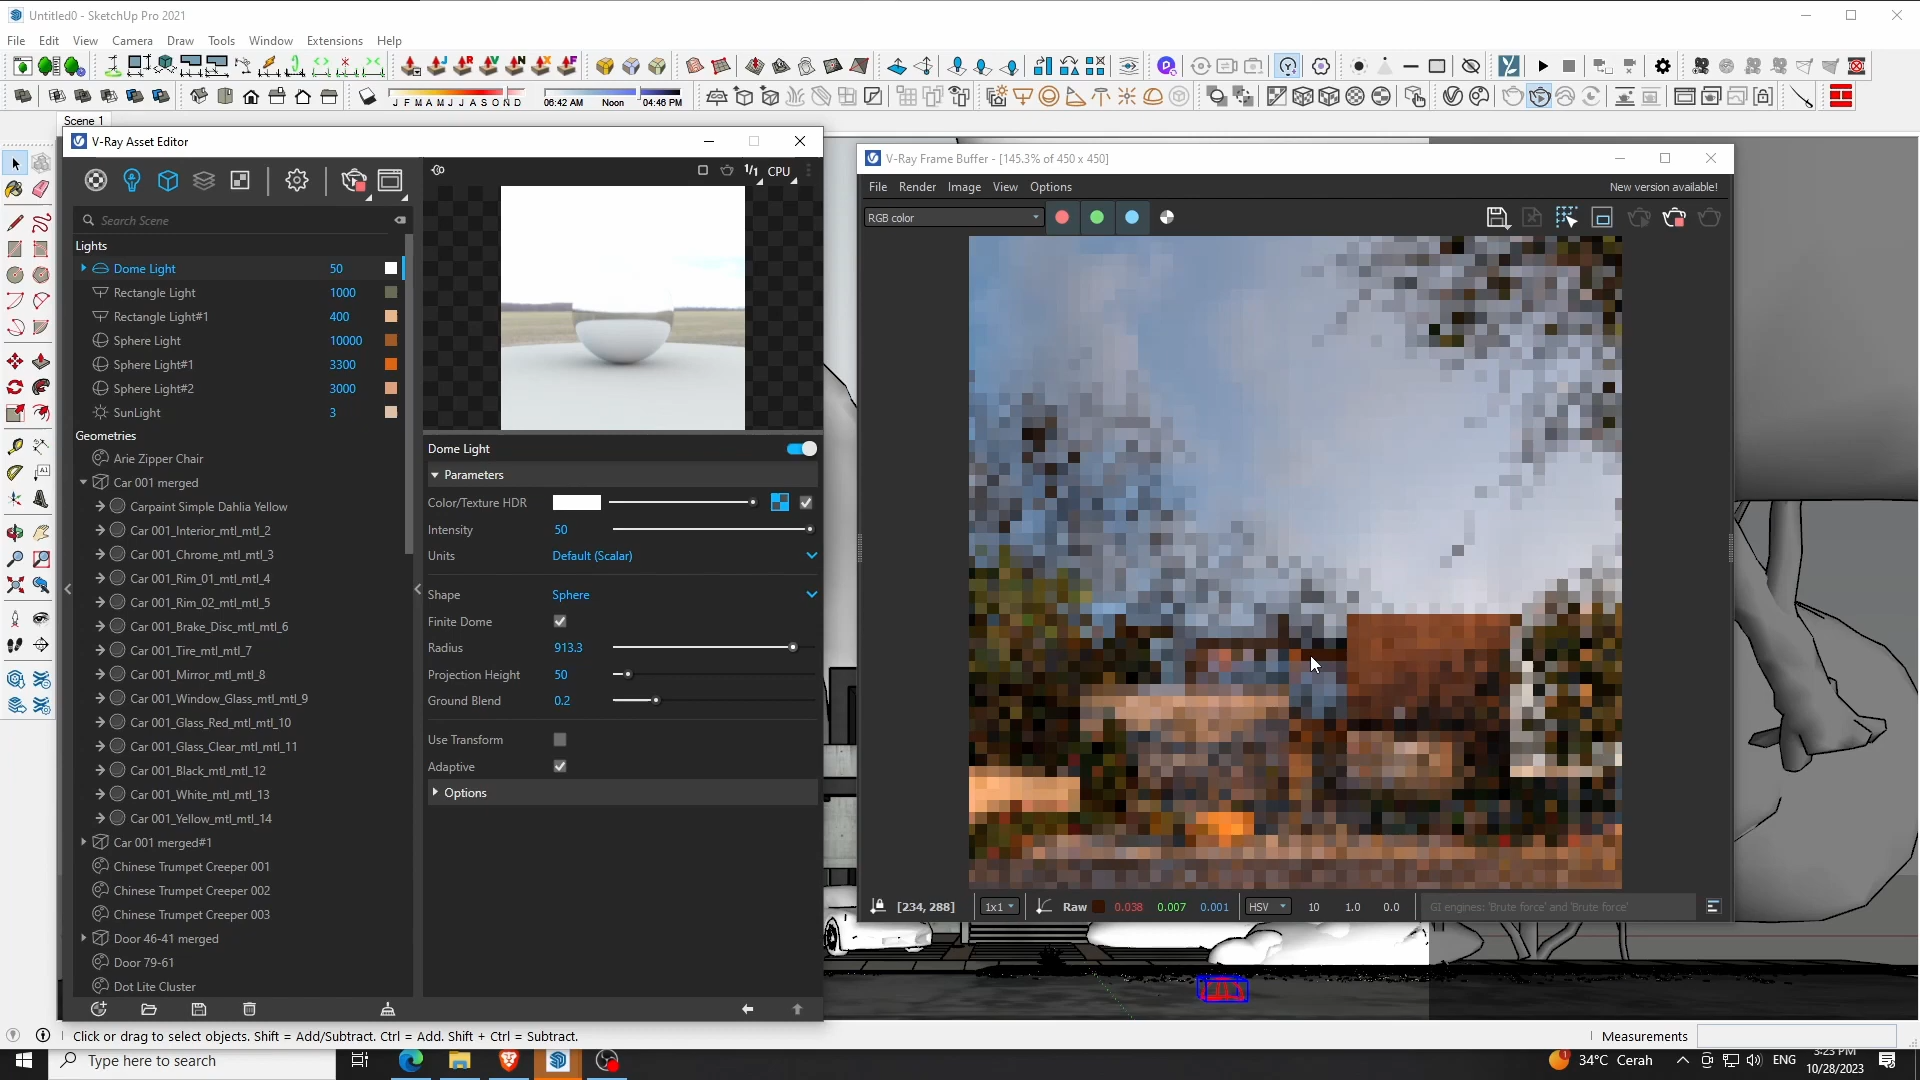 Untitled0 - SketchUp Pro 2021
File Edit View Camera Draw Tools Window Extensions Help
J F M A M J J A S O N D 06:42 AM Noon 04:46 PM
Scene 1
V-Ray Asset Editor
1/1 CPU
Search Scene
Lights
Dome Light 50
Rectangle Light 1000
Rectangle Light#1 400
Sphere Light 10000
Sphere Light#1 3300
Sphere Light#2 3000
SunLight 3
Geometries
Arie Zipper Chair
Car 001 merged
Carpaint Simple Dahlia Yellow
Car 001_Interior_mtl_mtl_2
Car 001_Chrome_mtl_mtl_3
Car 001_Rim_01_mtl_mtl_4
Car 001_Rim_02_mtl_mtl_5
Car 001_Brake_Disc_mtl_mtl_6
Car 001_Tire_mtl_mtl_7
Car 001_Mirror_mtl_mtl_8
Car 001_Window_Glass_mtl_mtl_9
Car 001_Glass_Red_mtl_mtl_10
Car 001_Glass_Clear_mtl_mtl_11
Car 001_Black_mtl_mtl_12
Car 001_White_mtl_mtl_13
Car 001_Yellow_mtl_mtl_14
Car 001 merged#1
Chinese Trumpet Creeper 001
Chinese Trumpet Creeper 002
Chinese Trumpet Creeper 003
Door 46-41 merged
Door 79-61
Dot Lite Cluster
Dome Light
Parameters
Color/Texture HDR
Intensity 50
Units Default (Scalar)
Shape Sphere
Finite Dome
Radius 913.3
Projection Height 50
Ground Blend 0.2
Use Transform
Adaptive
Options
V-Ray Frame Buffer - [145.3% of 450 x 450]
File Render Image View Options New version available!
RGB color
[234, 288] 1x1 Raw 0.038 0.007 0.001 HSV 10 1.0 0.0 GI engines: 'Brute force' and 'Brute force'
Click or drag to select objects. Shift = Add/Subtract. Ctrl = Add. Shift + Ctrl = Subtract.
Measurements
Type here to search
34°C Cerah
ENG
3:23 PM
10/28/2023